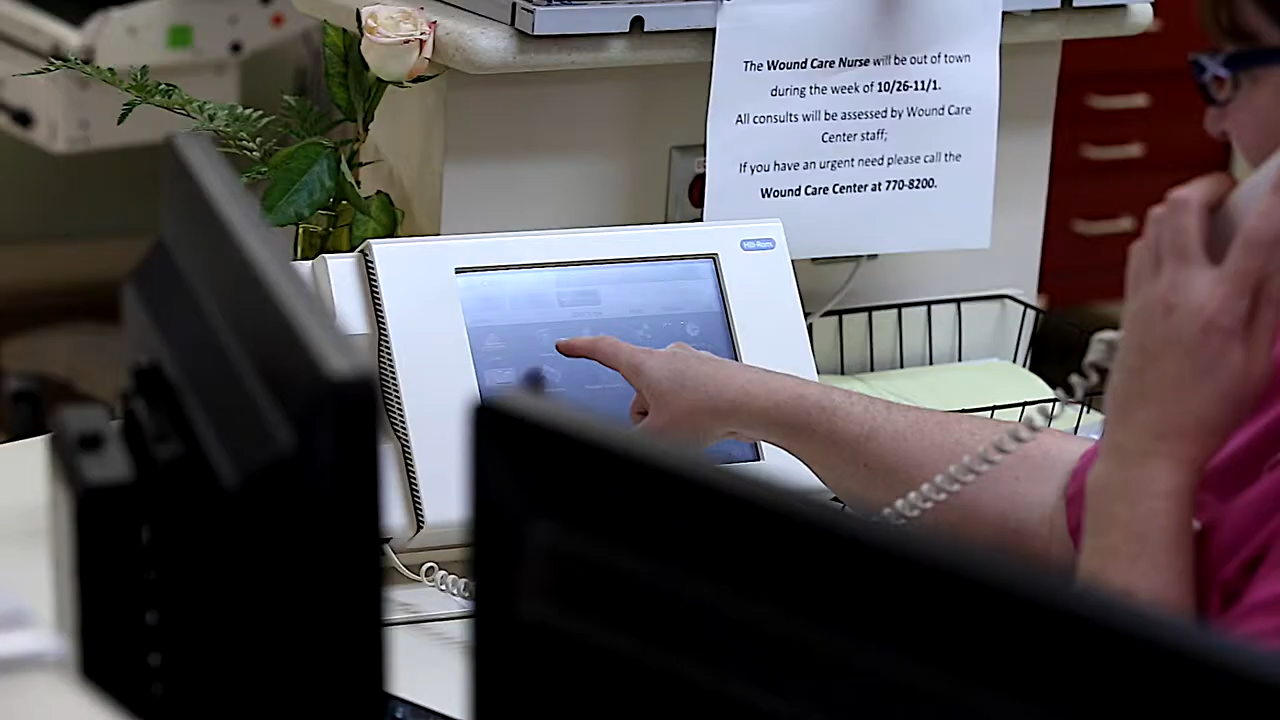 The Wound Care Nurse will be out of town
during the week of 10/26-11/1.
All consults will be assessed by Wound Care
Center staff;
If you have an urgent need please call the
Wound Care Center at 770-8200.
Hill-Rom